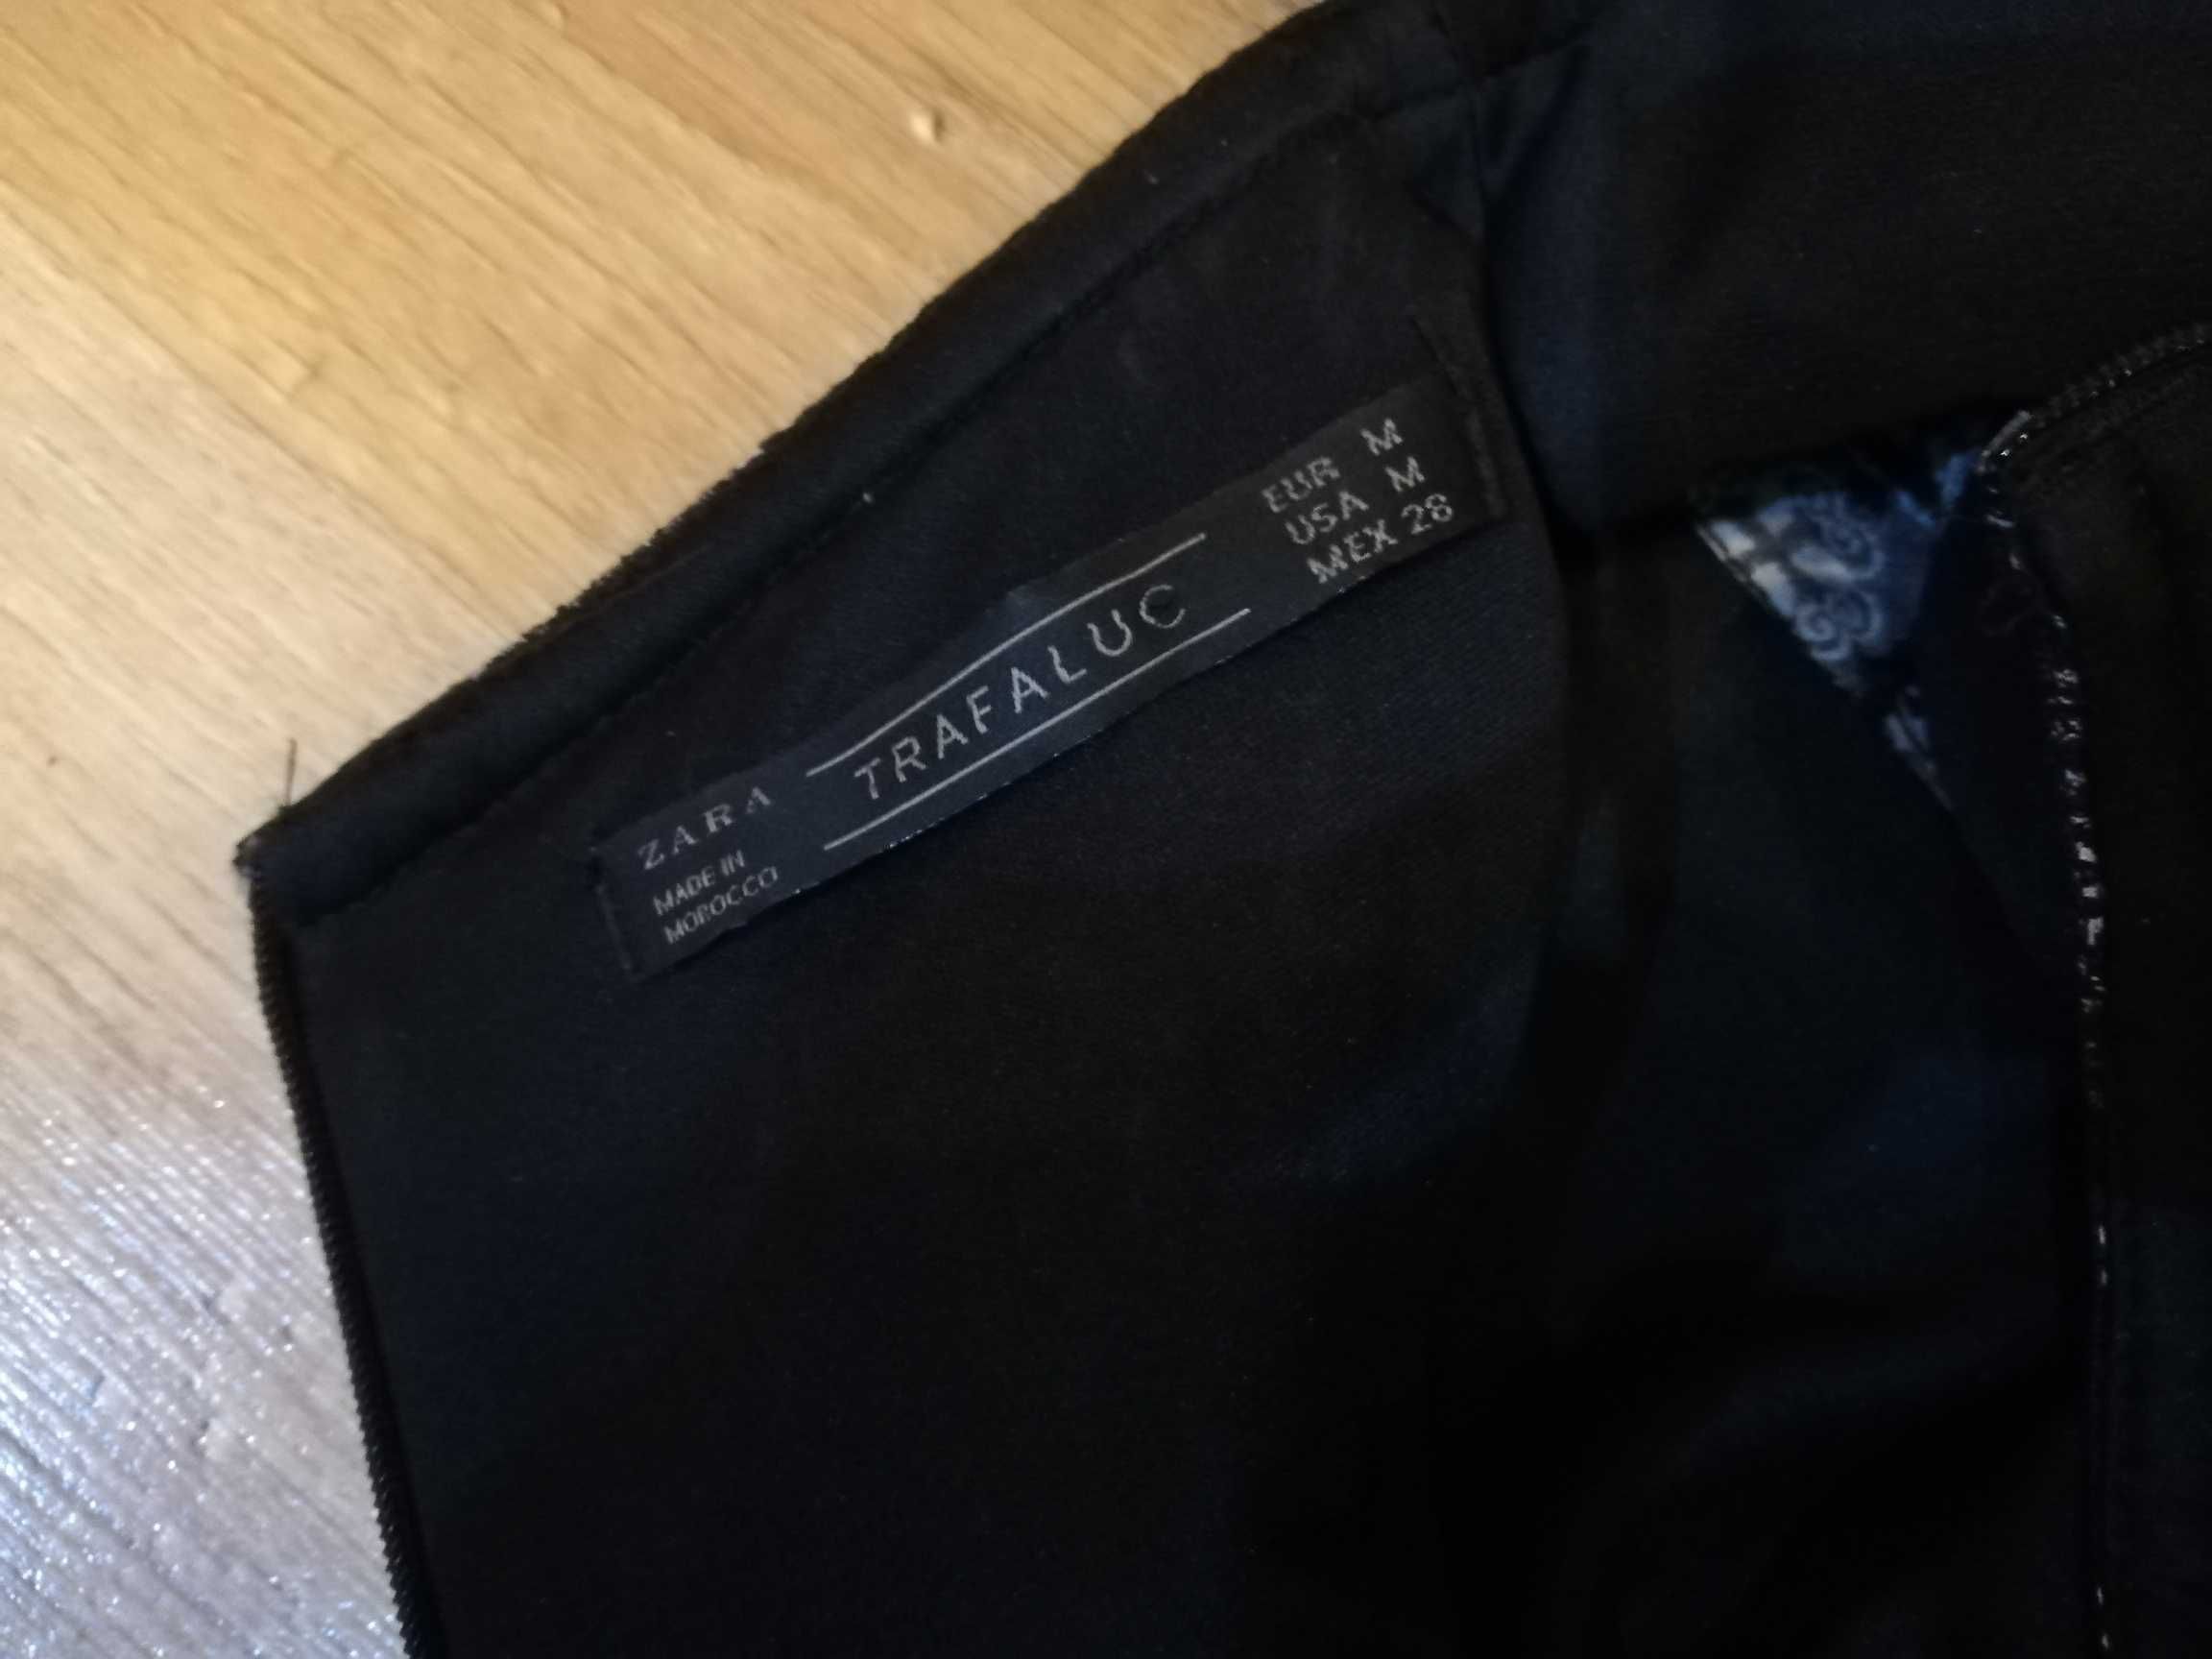 ZARA
MADE IN
MOROCCO
TRAFALUC
EUR M
USA M
MEX 28